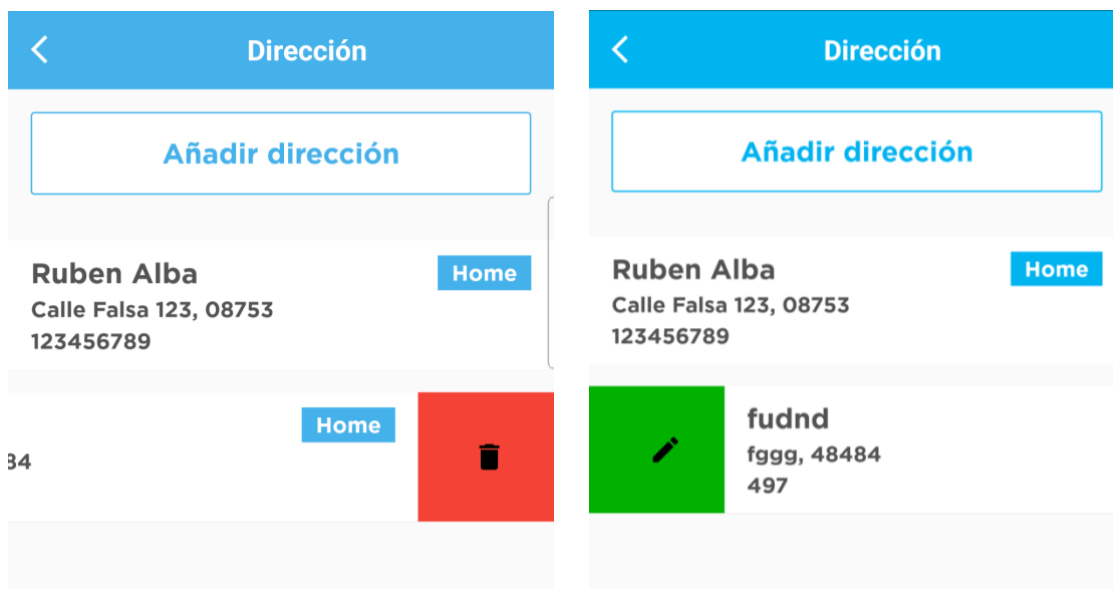 Dirección
Añadir dirección
Ruben Alba
Home
Calle Falsa 123, 08753
123456789
Home
84
Dirección
Añadir dirección
Ruben Alba
Home
Calle Falsa 123, 08753
123456789
fudnd
fggg, 48484
497